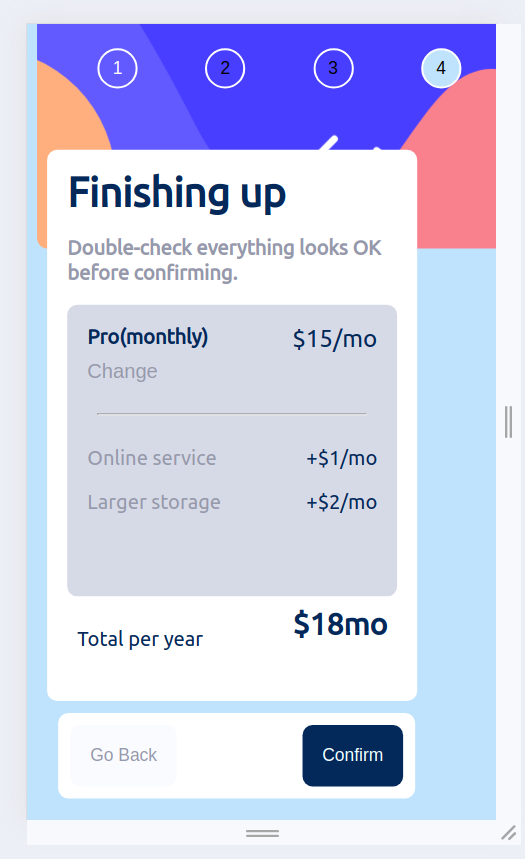 1 2 3 4
Finishing up
Double-check everything looks OK
before confirming.
Pro(monthly) $15/mo
Change
Online service +$1/mo
Larger storage +$2/mo
Total per year $18mo
Go Back Confirm